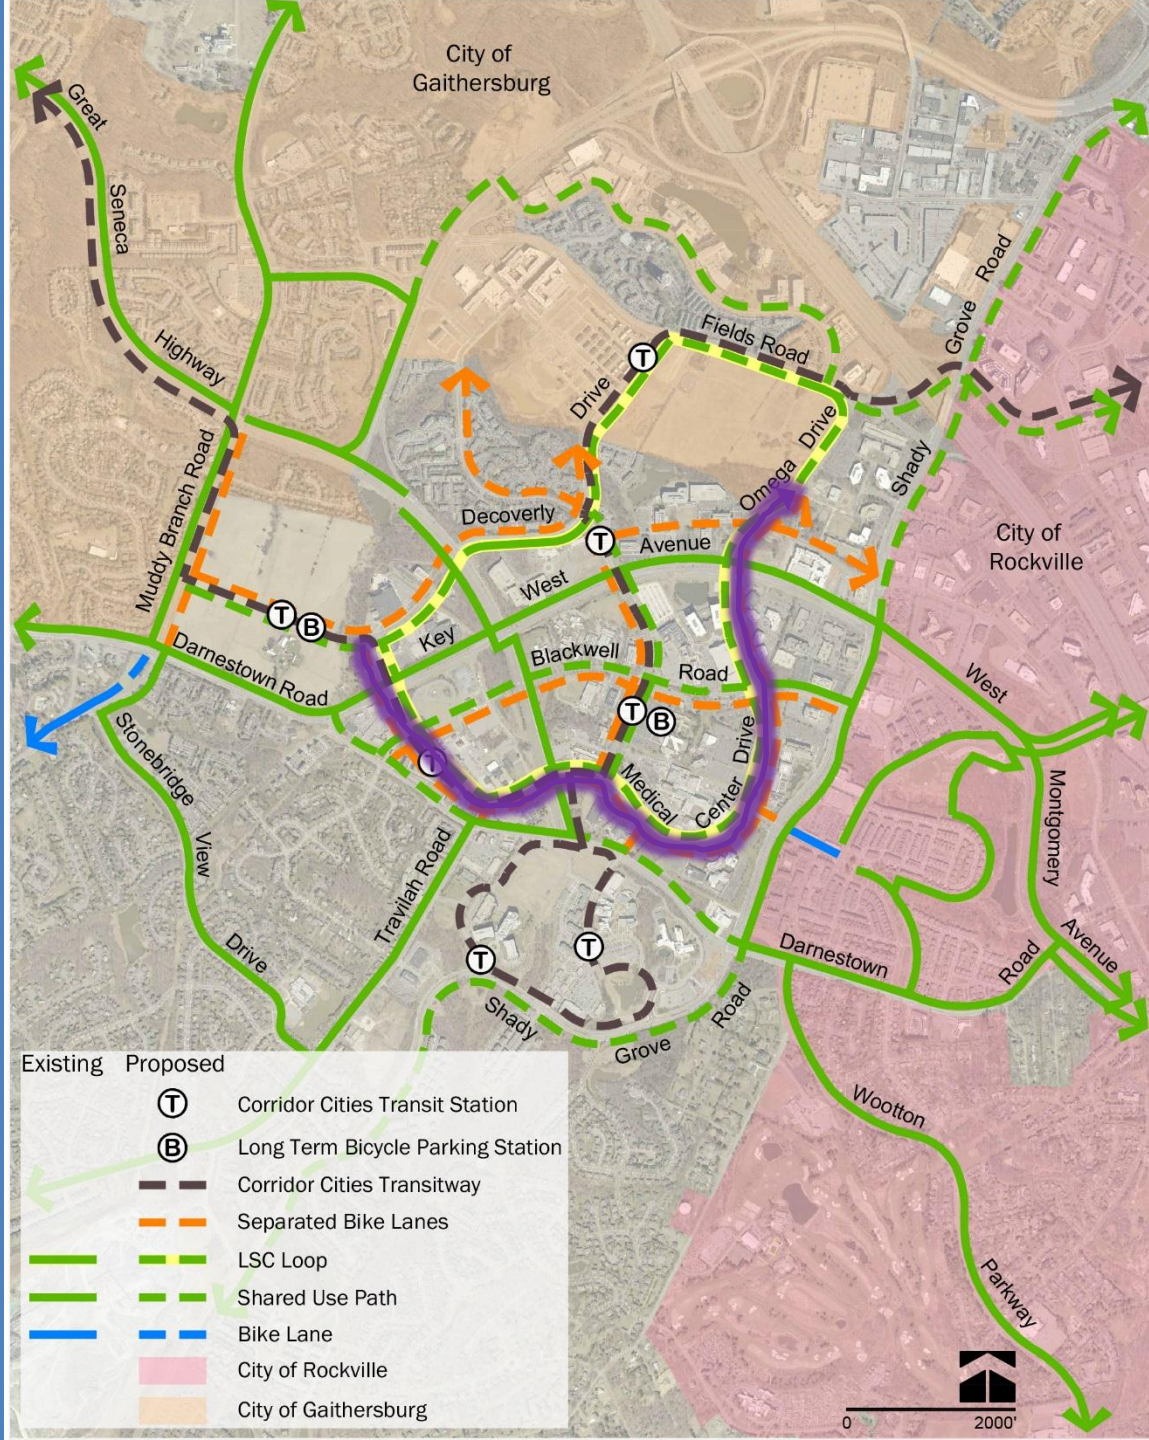 City of
Gaithersburg
Great
Seneca
Highway
Fields Road
Grove Road
Drive
Omega Drive
Shady
Muddy Branch Road
Decoverly
City of
Rockville
West Avenue
Key
Blackwell Road
Darnestown Road
West
Stonebridge
View
Drive
Medical
Center Drive
Montgomery
Avenue
Travilah Road
Darnestown
Road
Shady
Grove
Road
Wootton
Parkway
T
T
B
T
T
B
T
T
T
Existing Proposed
T Corridor Cities Transit Station
B Long Term Bicycle Parking Station
Corridor Cities Transitway
Separated Bike Lanes
LSC Loop
Shared Use Path
Bike Lane
City of Rockville
City of Gaithersburg
0 2000'